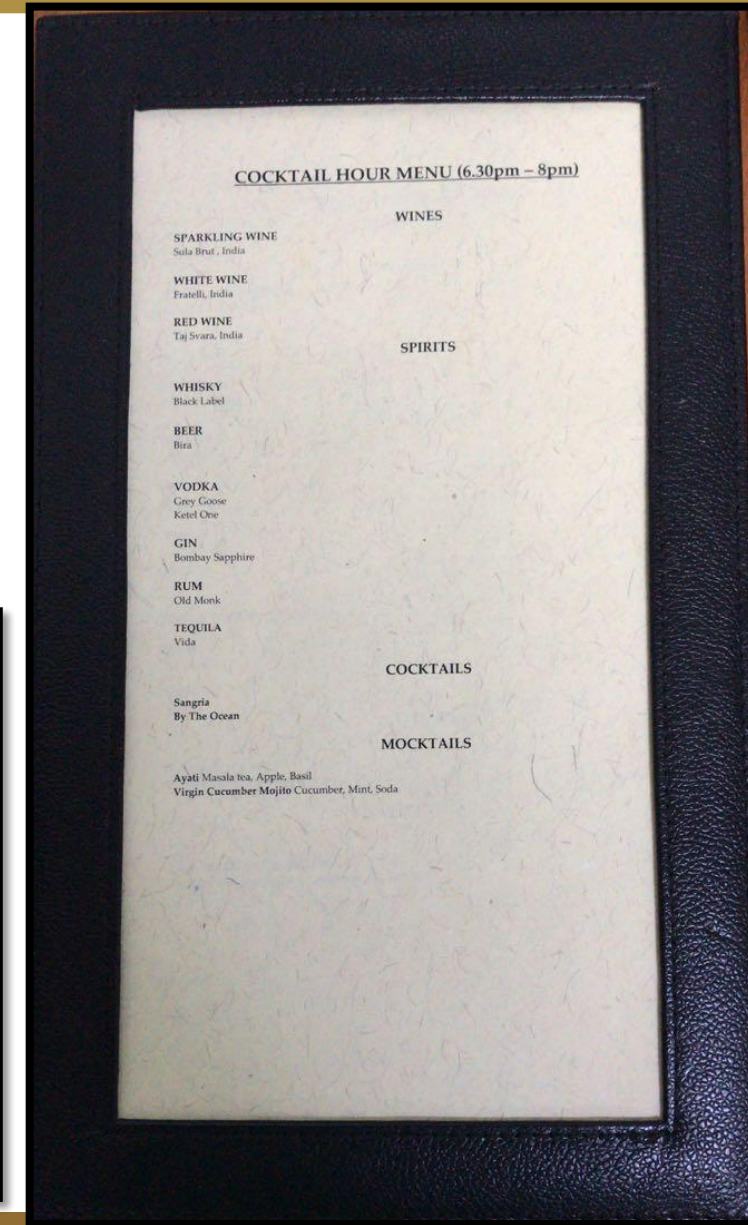 COCKTAIL HOUR MENU (6.30pm – 8pm)
WINES
SPARKLING WINE
Sula Brut , India
WHITE WINE
Fratelli, India
RED WINE
Taj Svara, India
SPIRITS
WHISKY
Black Label
BEER
Bira
VODKA
Grey Goose
Ketel One
GIN
Bombay Sapphire
RUM
Old Monk
TEQUILA
Vida
COCKTAILS
Sangria
By The Ocean
MOCKTAILS
Ayati Masala tea, Apple, Basil
Virgin Cucumber Mojito Cucumber, Mint, Soda